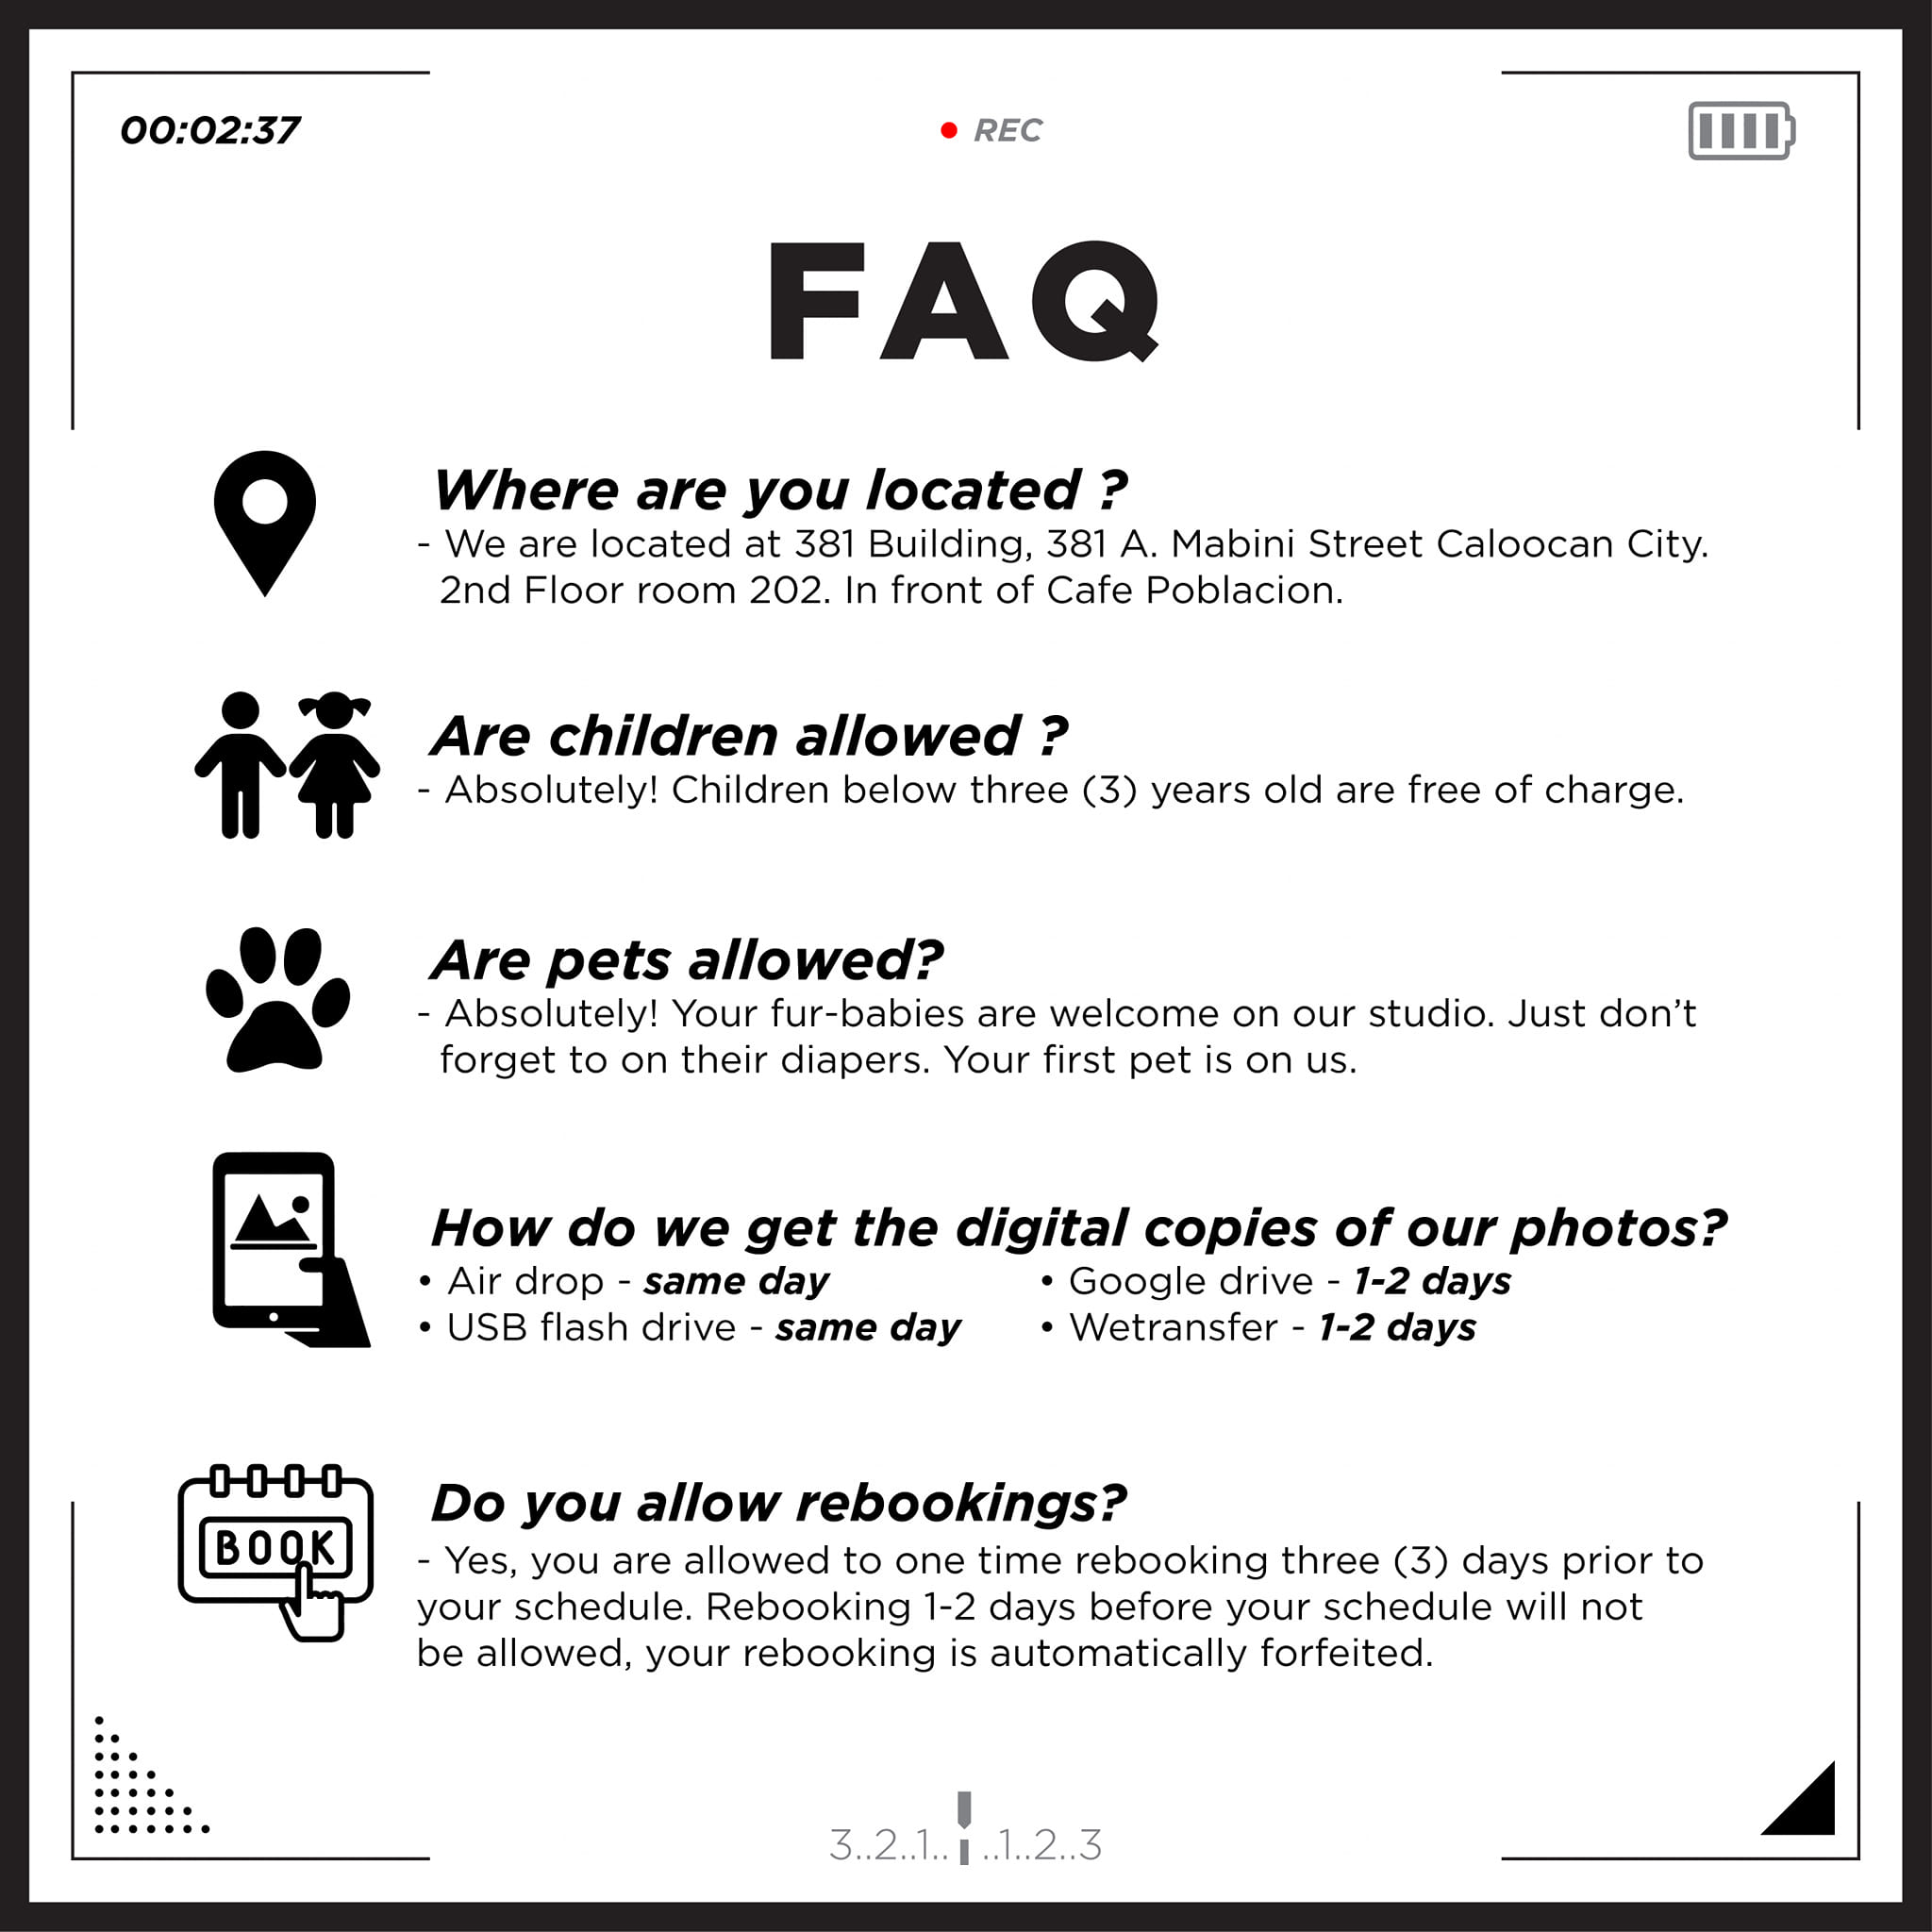 00:02:37
REC
FAQ
Where are you located ?
- We are located at 381 Building, 381 A. Mabini Street Caloocan City.
2nd Floor room 202. In front of Cafe Poblacion.
Are children allowed ?
- Absolutely! Children below three (3) years old are free of charge.
Are pets allowed?
- Absolutely! Your fur-babies are welcome on our studio. Just don't
forget to on their diapers. Your first pet is on us.
How do we get the digital copies of our photos?
• Air drop - same day
• USB flash drive - same day
• Google drive - 1-2 days
• Wetransfer - 1-2 days
BOOK
Do you allow rebookings?
- Yes, you are allowed to one time rebooking three (3) days prior to
your schedule. Rebooking 1-2 days before your schedule will not
be allowed, your rebooking is automatically forfeited.
3..2..1.. ..1..2..3